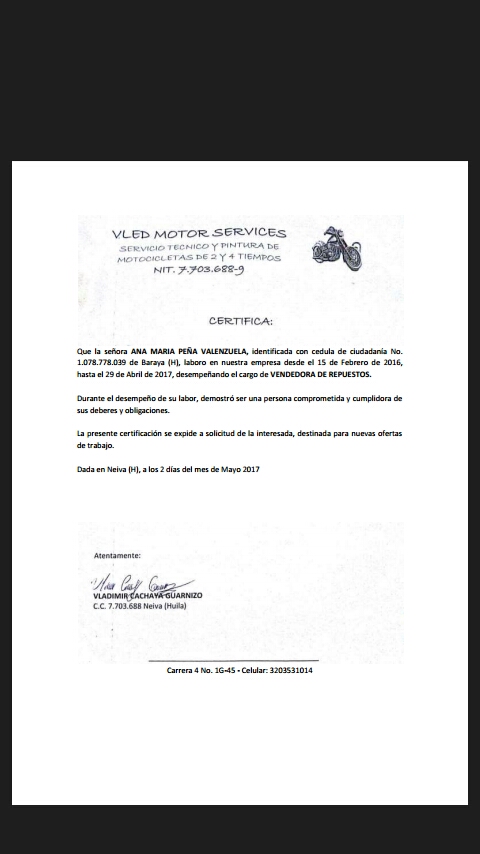 VLED MOTOR SERVICES
SERVICIO TECNICO Y PINTURA DE
MOTOCICLETAS DE 2 Y 4 TIEMPOS
NIT. 7.703.688-9
CERTIFICA:
Que la señora ANA MARIA PEÑA VALENZUELA, identificada con cedula de ciudadanía No.
1.078.778.039 de Baraya (H), laboro en nuestra empresa desde el 15 de Febrero de 2016,
hasta el 29 de Abril de 2017, desempeñando el cargo de VENDEDORA DE REPUESTOS.
Durante el desempeño de su labor, demostró ser una persona comprometida y cumplidora de
sus deberes y obligaciones.
La presente certificación se expide a solicitud de la interesada, destinada para nuevas ofertas
de trabajo.
Dada en Neiva (H), a los 2 días del mes de Mayo 2017
Atentamente:
VLADIMIR CACHAYA GUARNIZO
C.C. 7.703.688 Neiva (Huila)
Carrera 4 No. 1G-45 - Celular: 3203531014